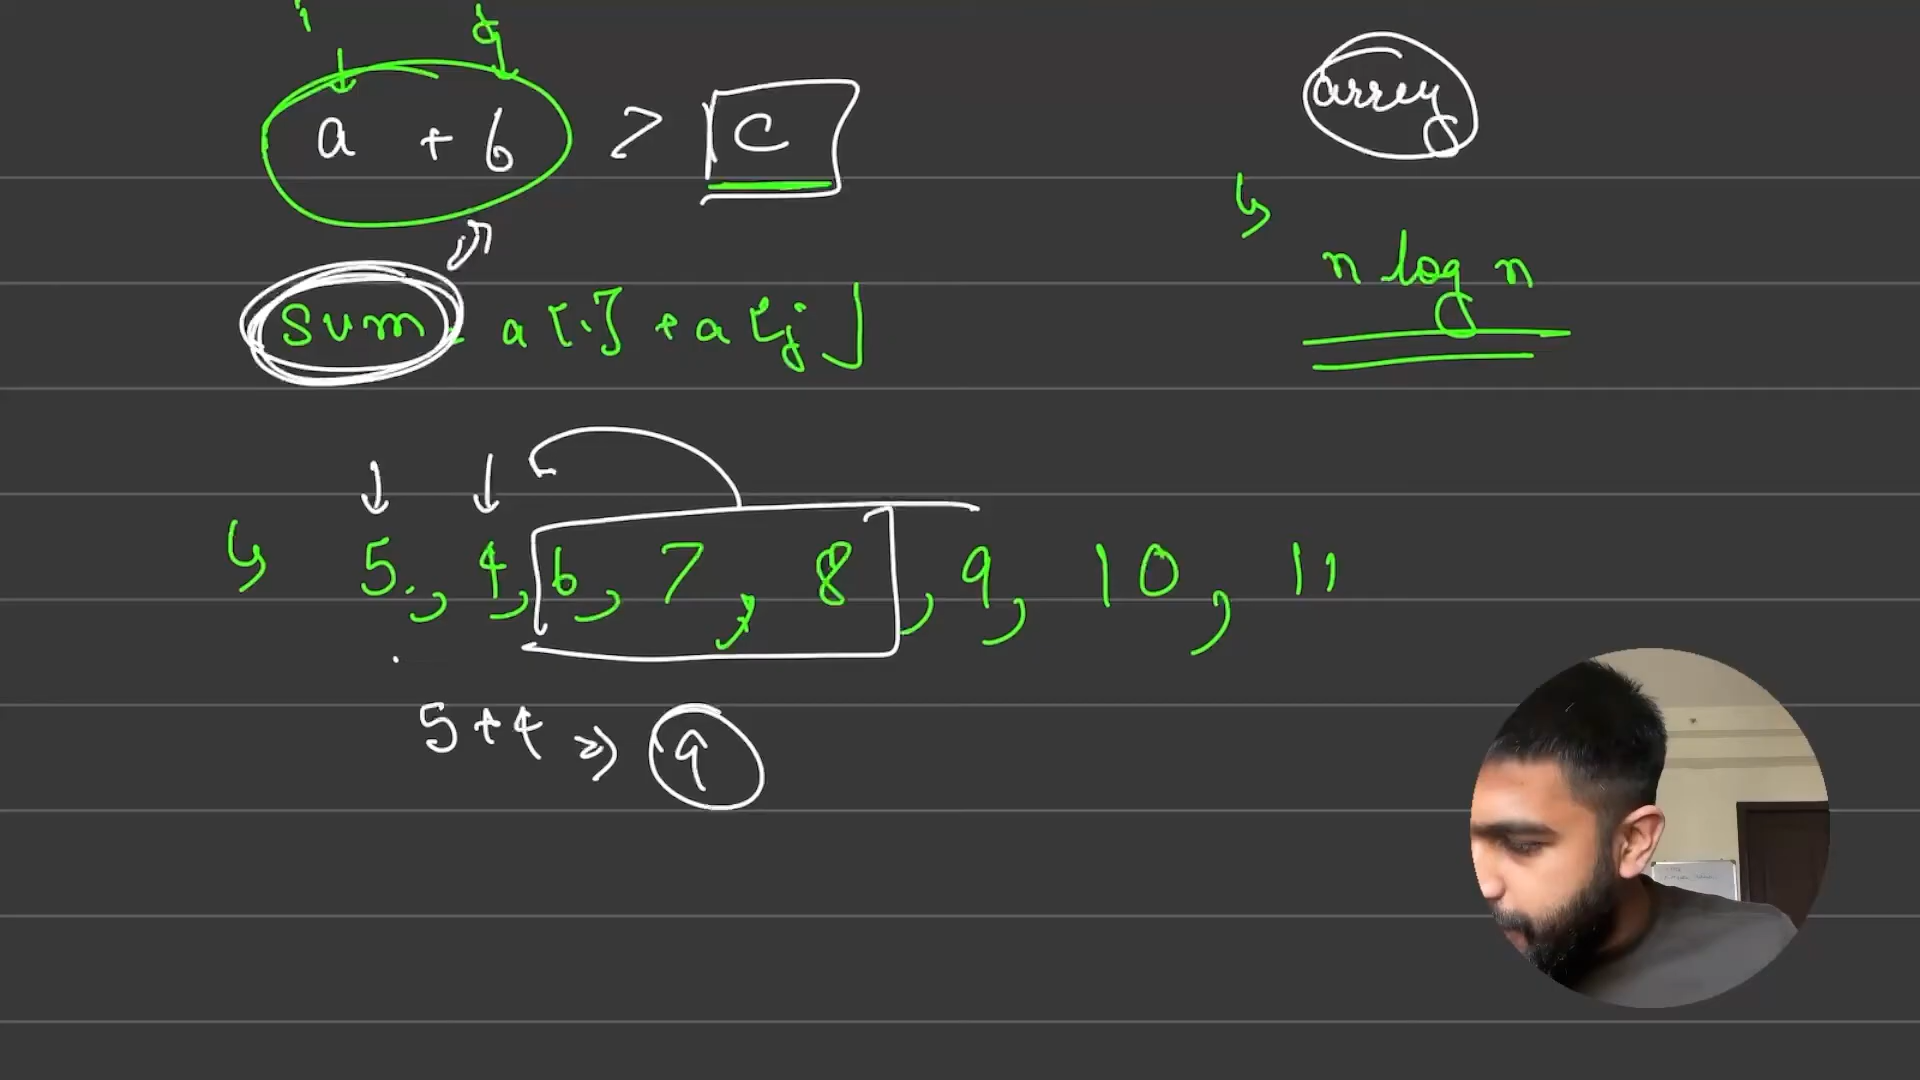 i j
a + b > C
array
n log n
sum = a[i] + a[j]
5, 4, 6, 7, 8, 9, 10, 11
5+4 => 9